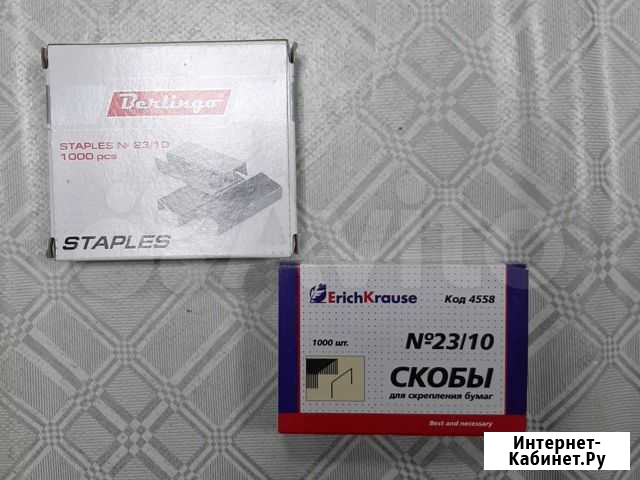 Berlingo
STAPLES № 23/10
1000 pcs
STAPLES
ErichKrause
Код 4558
1000 шт.
№23/10
СКОБЫ
для скрепления бумаг
Best and necessary
Avito
Интернет-
Кабинет.Ру